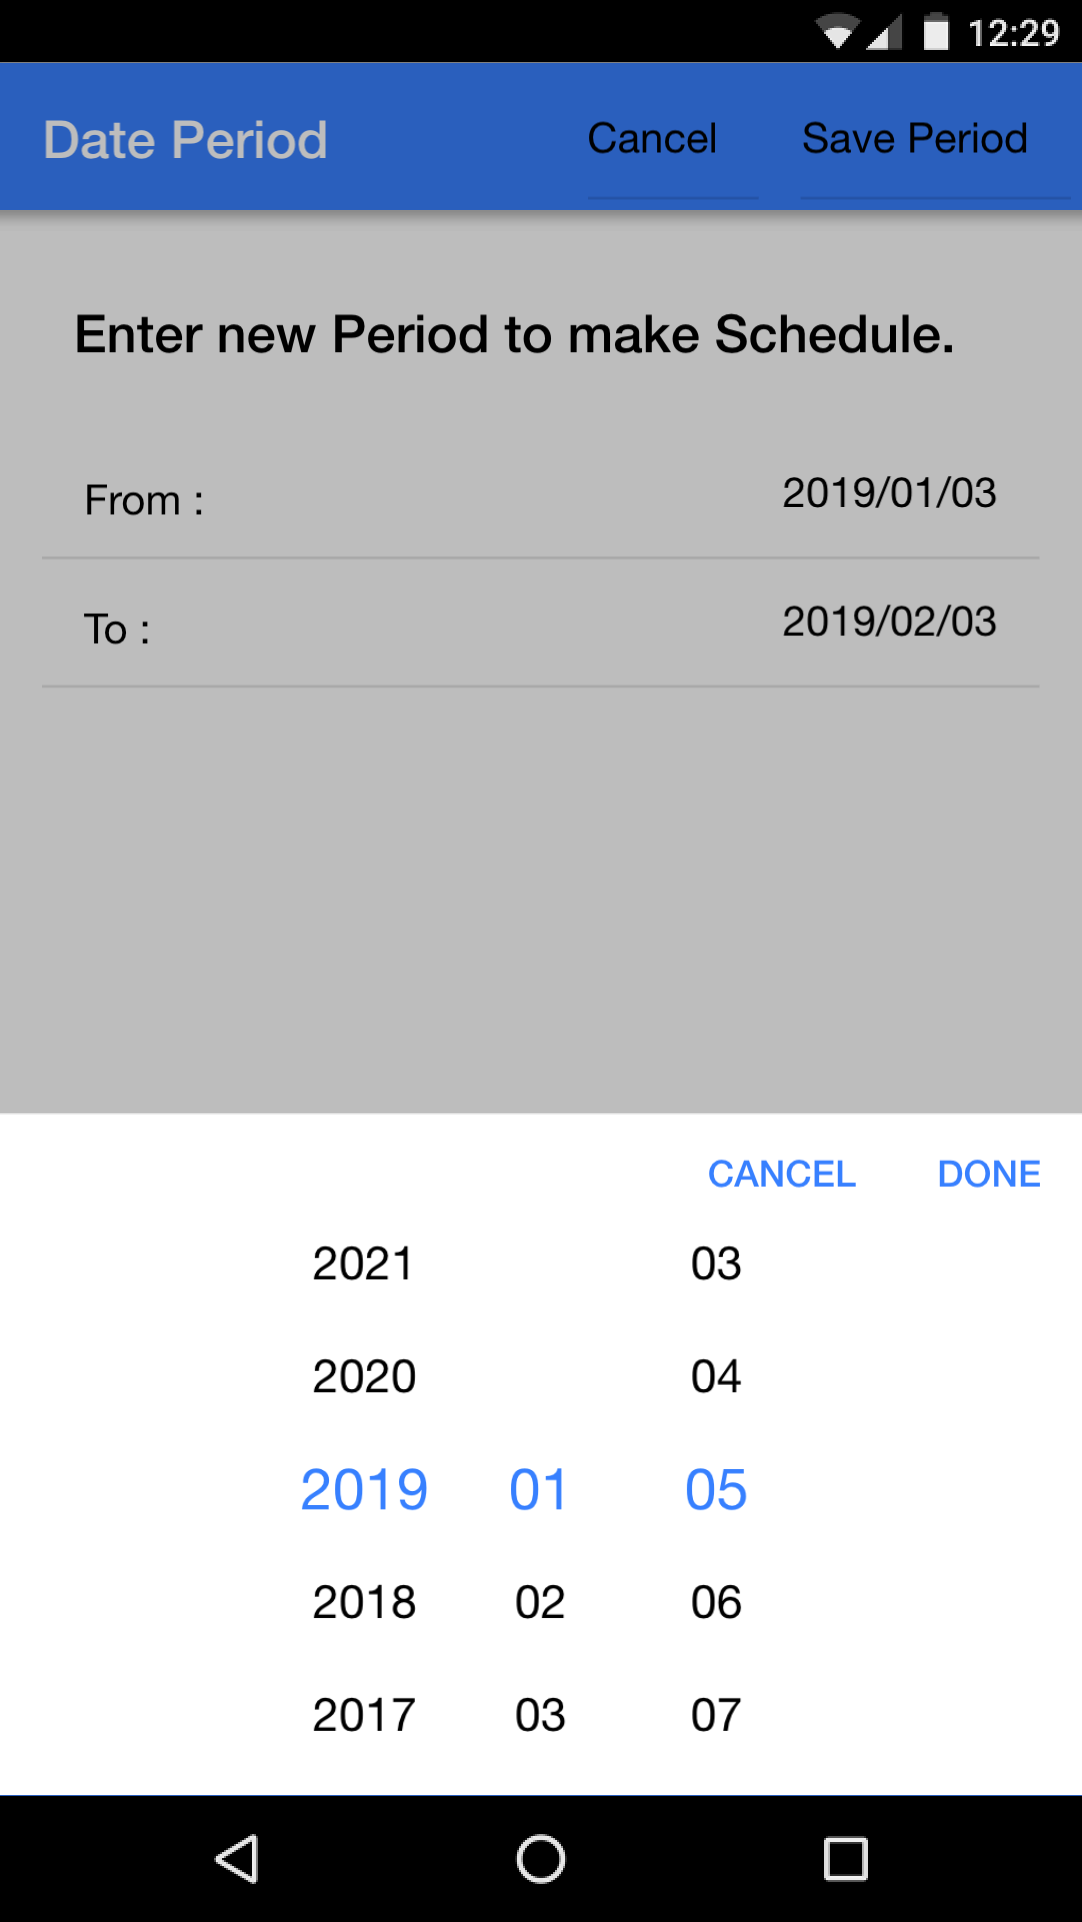 12:29
Date Period Cancel Save Period
Enter new Period to make Schedule.
From : 2019/01/03
To : 2019/02/03
CANCEL DONE
2021 03
2020 04
2019 01 05
2018 02 06
2017 03 07